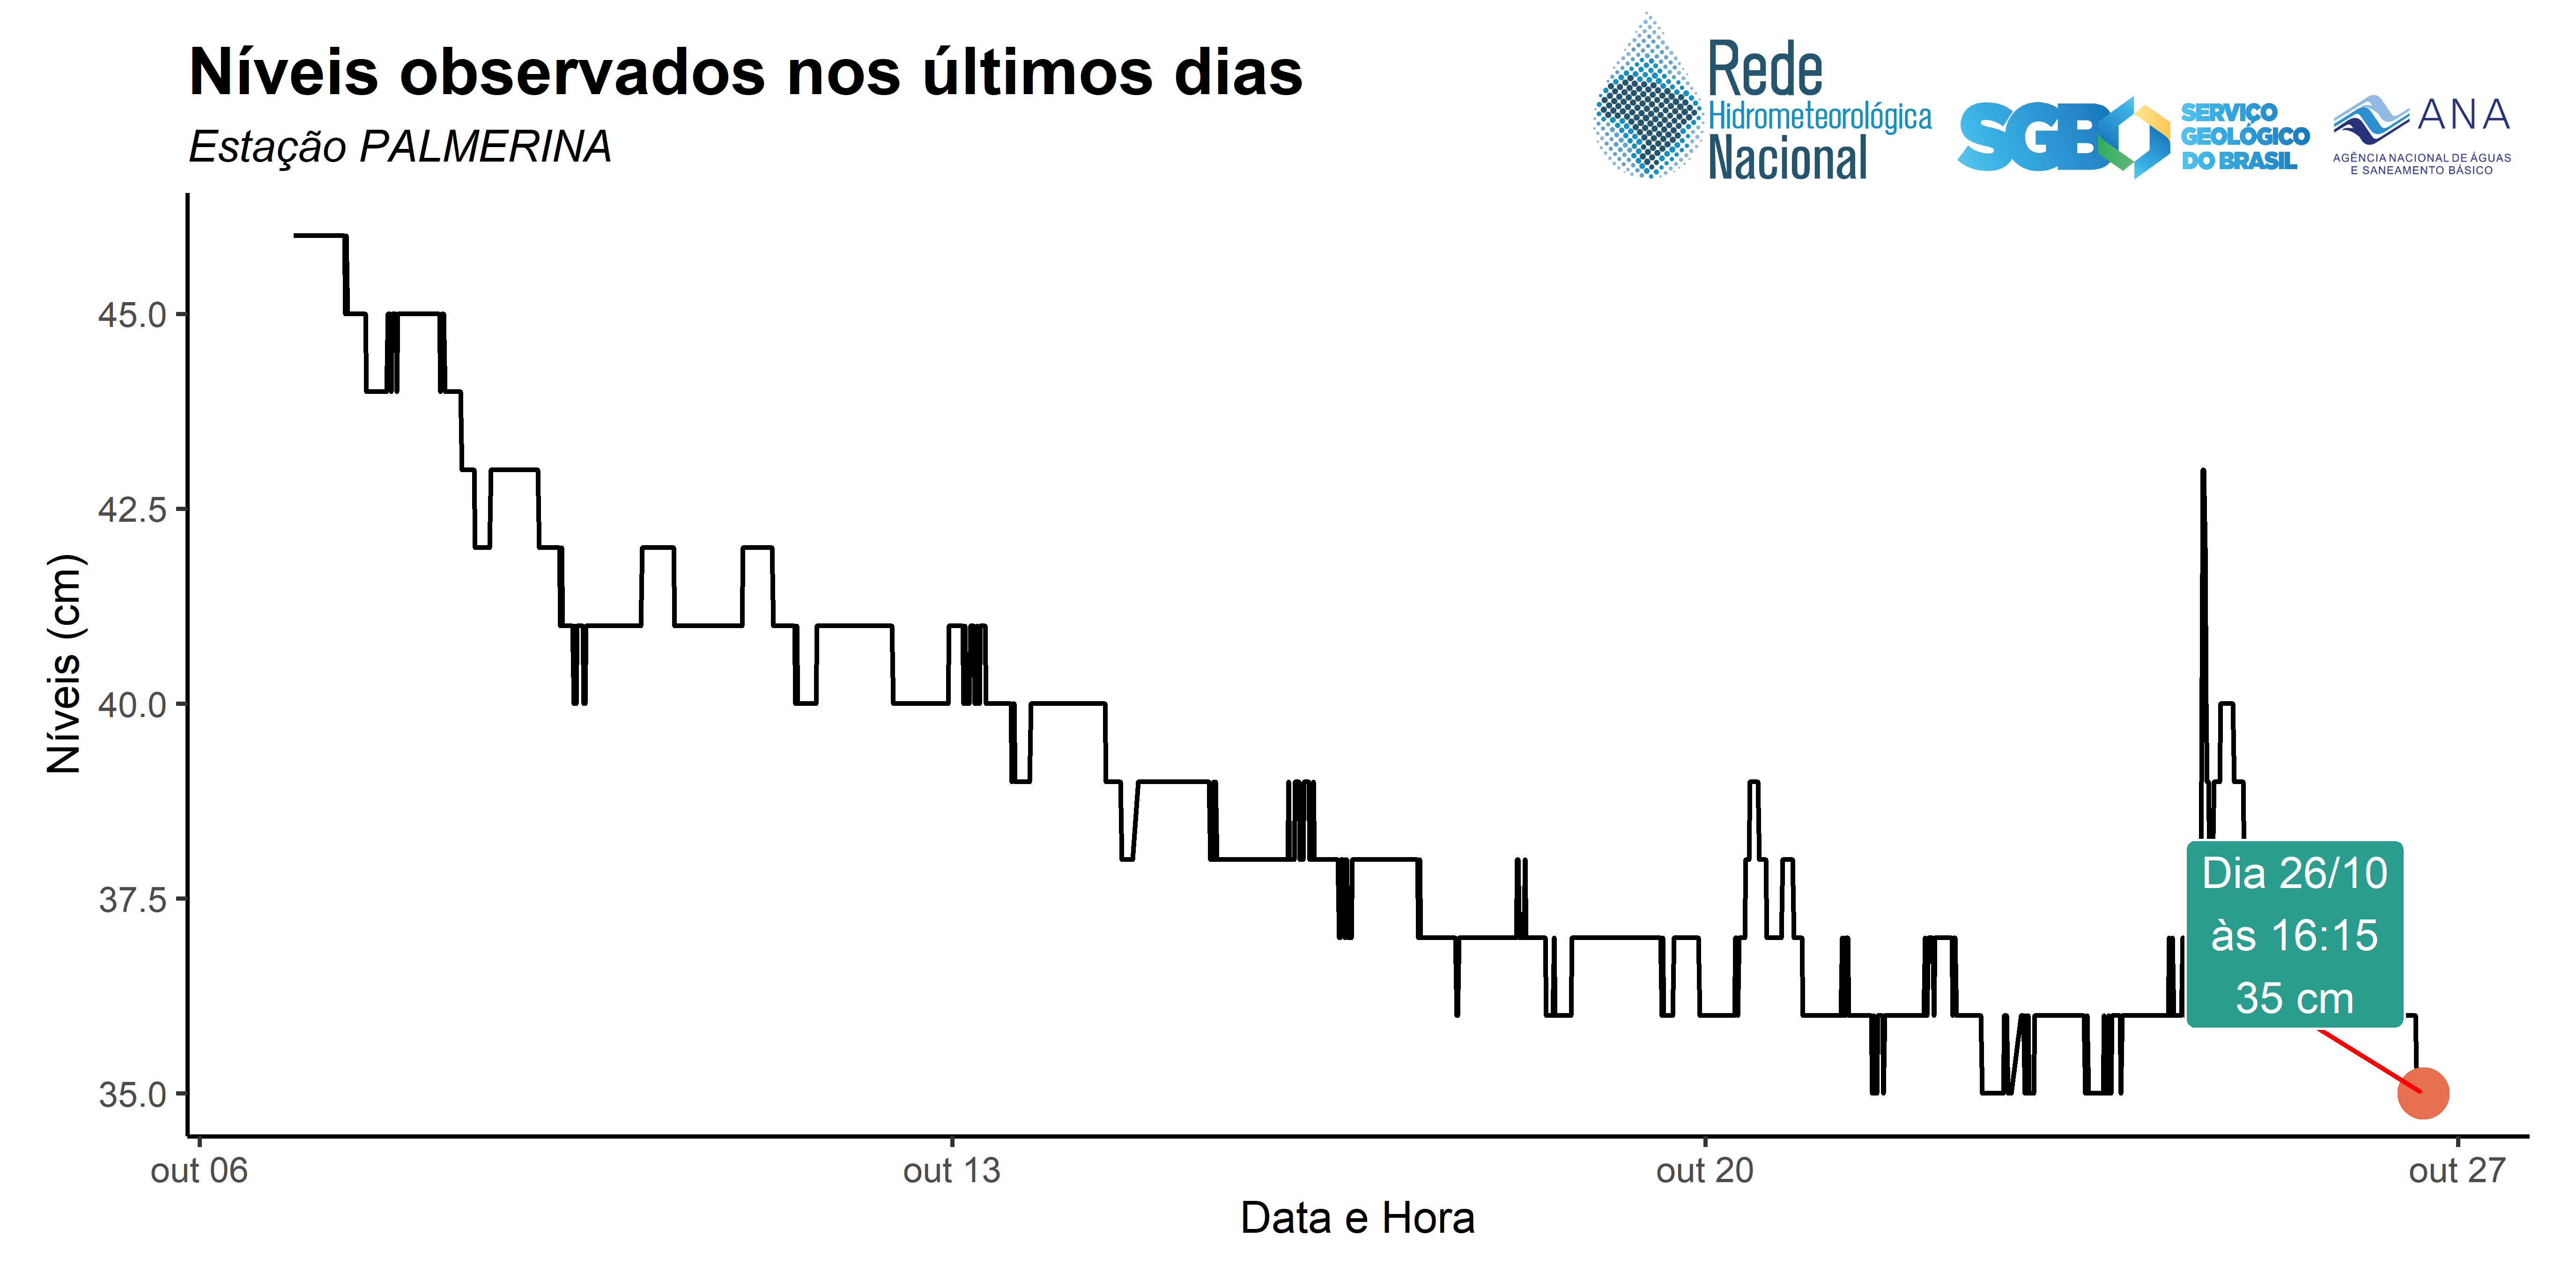 Níveis observados nos últimos dias
Estação PALMERINA
Rede
Hidrometeorológica
Nacional
SGB
SERVIÇO
GEOLÓGICO
DO BRASIL
ANA
AGÊNCIA NACIONAL DE ÁGUAS
E SANEAMENTO BÁSICO
Níveis (cm)
45.0
42.5
40.0
37.5
35.0
Dia 26/10
às 16:15
35 cm
out 06
out 13
out 20
out 27
Data e Hora